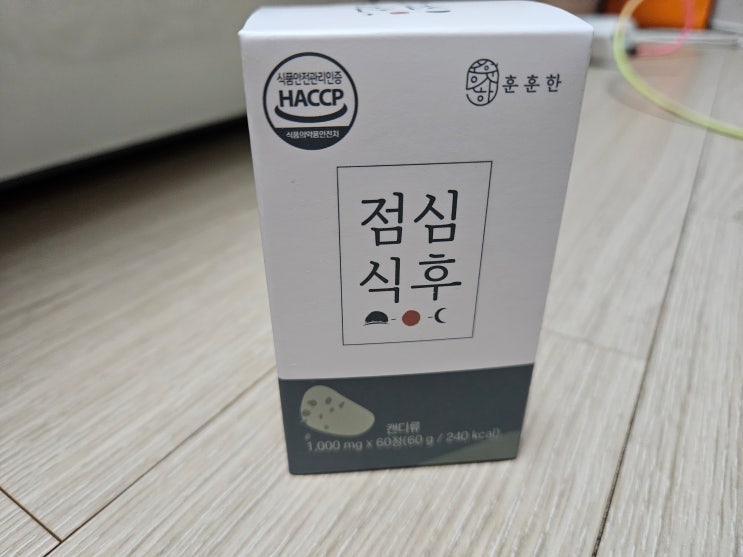 식품안전관리인증
HACCP
식품의약품안전처
훈훈한
점심
식후
캔디류
1,000 mg x 60정(60 g / 240 kcal)